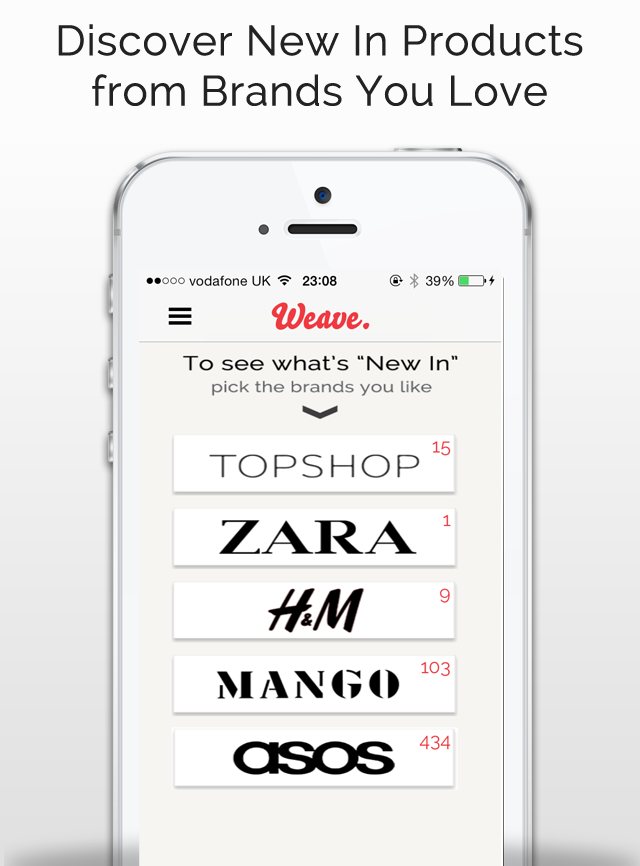 Discover New In Products
from Brands You Love
vodafone UK 23:08 39%
Weave.
To see what's “New In”
pick the brands you like
TOPSHOP 15
ZARA 1
H&M 9
MANGO 103
asos 434